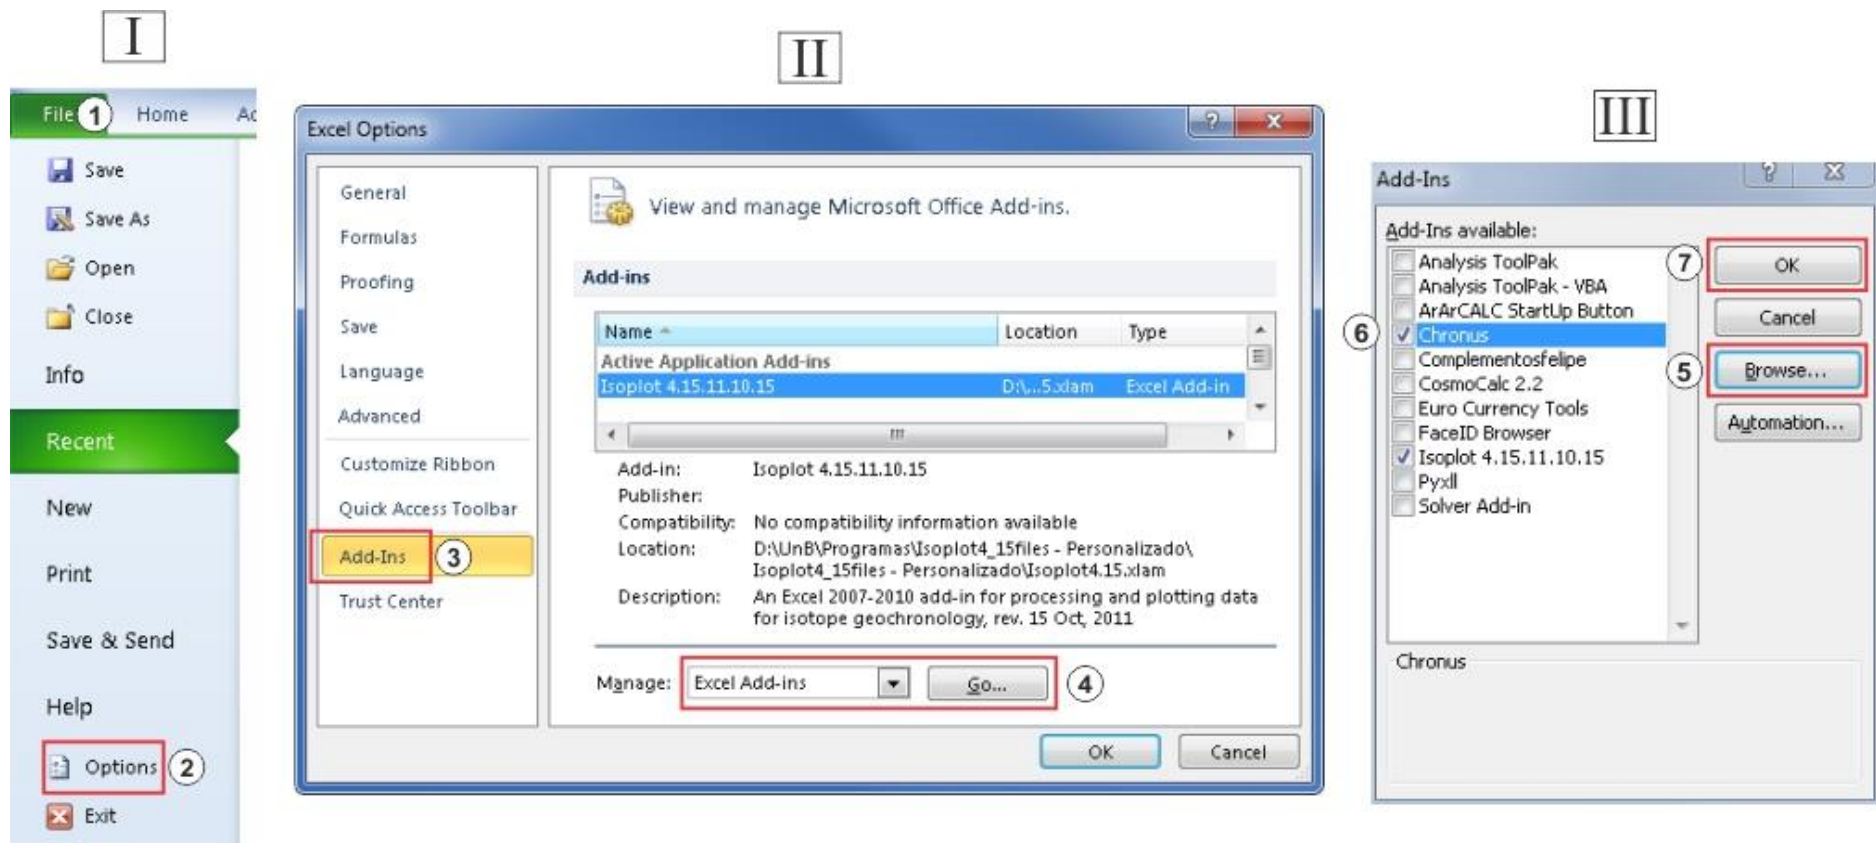 I
File 1 Home
Save
Save As
Open
Close
Info
Recent
New
Print
Save & Send
Help
Options 2
Exit
II
Excel Options
General
Formulas
Proofing
Save
Language
Advanced
Customize Ribbon
Quick Access Toolbar
Add-Ins 3
Trust Center
View and manage Microsoft Office Add-ins.
Add-ins
Name Location Type
Active Application Add-ins
Isoplot 4.15.11.10.15 D:\...5.xlam Excel Add-in
Add-in: Isoplot 4.15.11.10.15
Publisher:
Compatibility: No compatibility information available
Location: D:\UnB\Programas\Isoplot4_15files - Personalizado\
Isoplot4_15files - Personalizado\Isoplot4.15.xlam
Description: An Excel 2007-2010 add-in for processing and plotting data
for isotope geochronology, rev. 15 Oct, 2011
Manage: Excel Add-ins Go... 4
OK Cancel
III
Add-Ins
Add-Ins available:
Analysis ToolPak
Analysis ToolPak - VBA
ArArCALC StartUp Button
6 Chronus
Complementosfelipe
CosmoCalc 2.2
Euro Currency Tools
FaceID Browser
Isoplot 4.15.11.10.15
Pyxll
Solver Add-in
7 OK
Cancel
5 Browse...
Automation...
Chronus